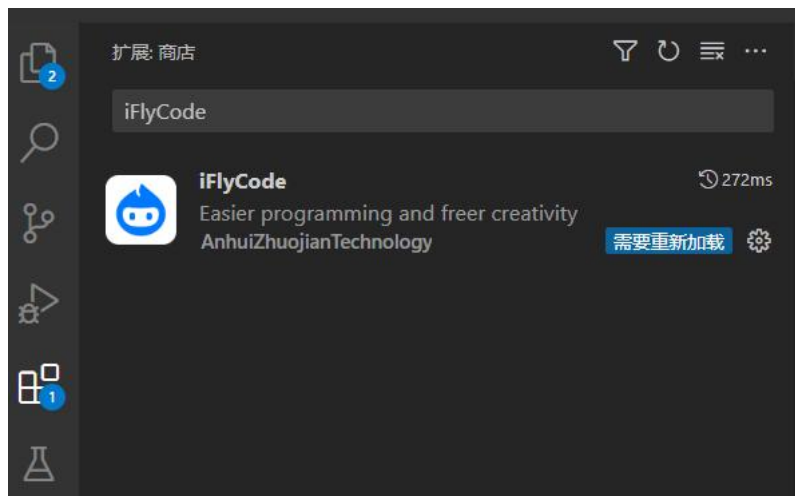 扩展: 商店
2
iFlyCode
iFlyCode
272ms
Easier programming and freer creativity
AnhuiZhuojianTechnology
需要重新加载
1